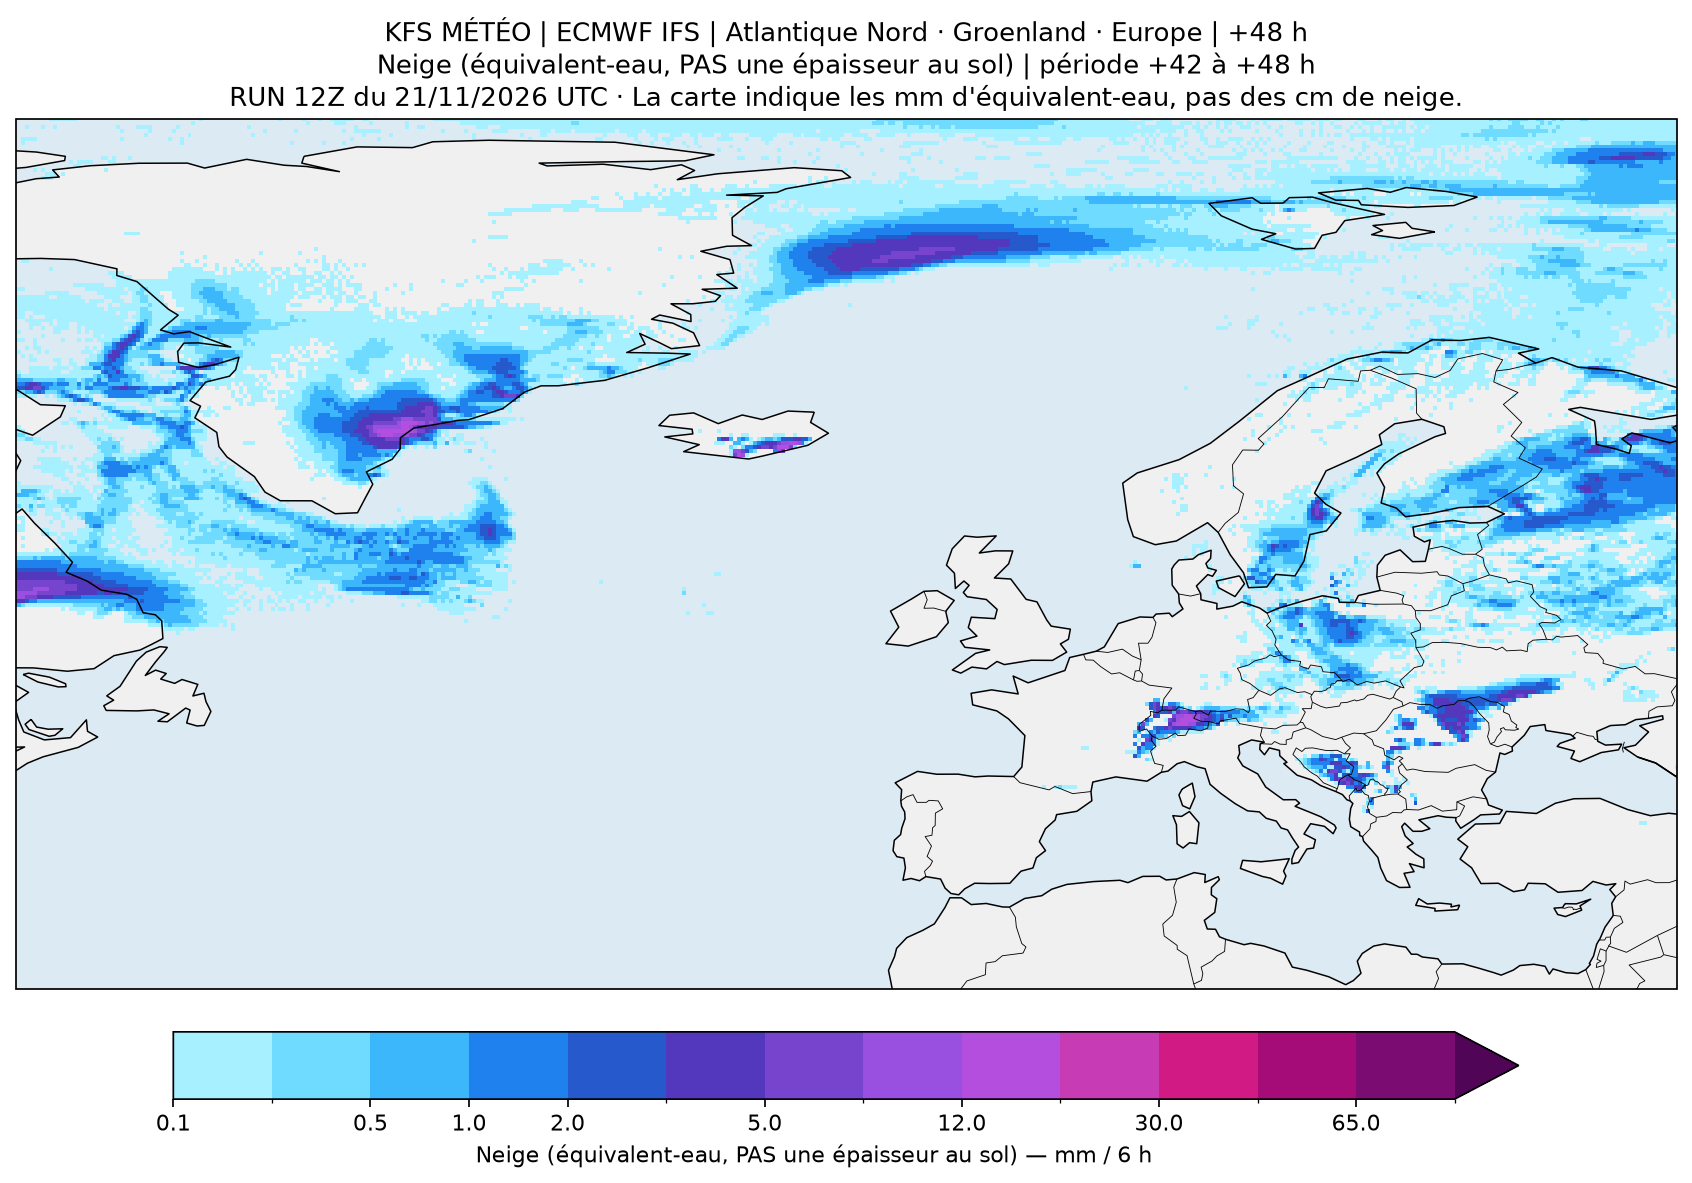 KFS MÉTÉO | ECMWF IFS | Atlantique Nord · Groenland · Europe | +48 h
Neige (équivalent-eau, PAS une épaisseur au sol) | période +42 à +48 h
RUN 12Z du 21/11/2026 UTC · La carte indique les mm d'équivalent-eau, pas des cm de neige.
0.1 0.5 1.0 2.0 5.0 12.0 30.0 65.0
Neige (équivalent-eau, PAS une épaisseur au sol) — mm / 6 h